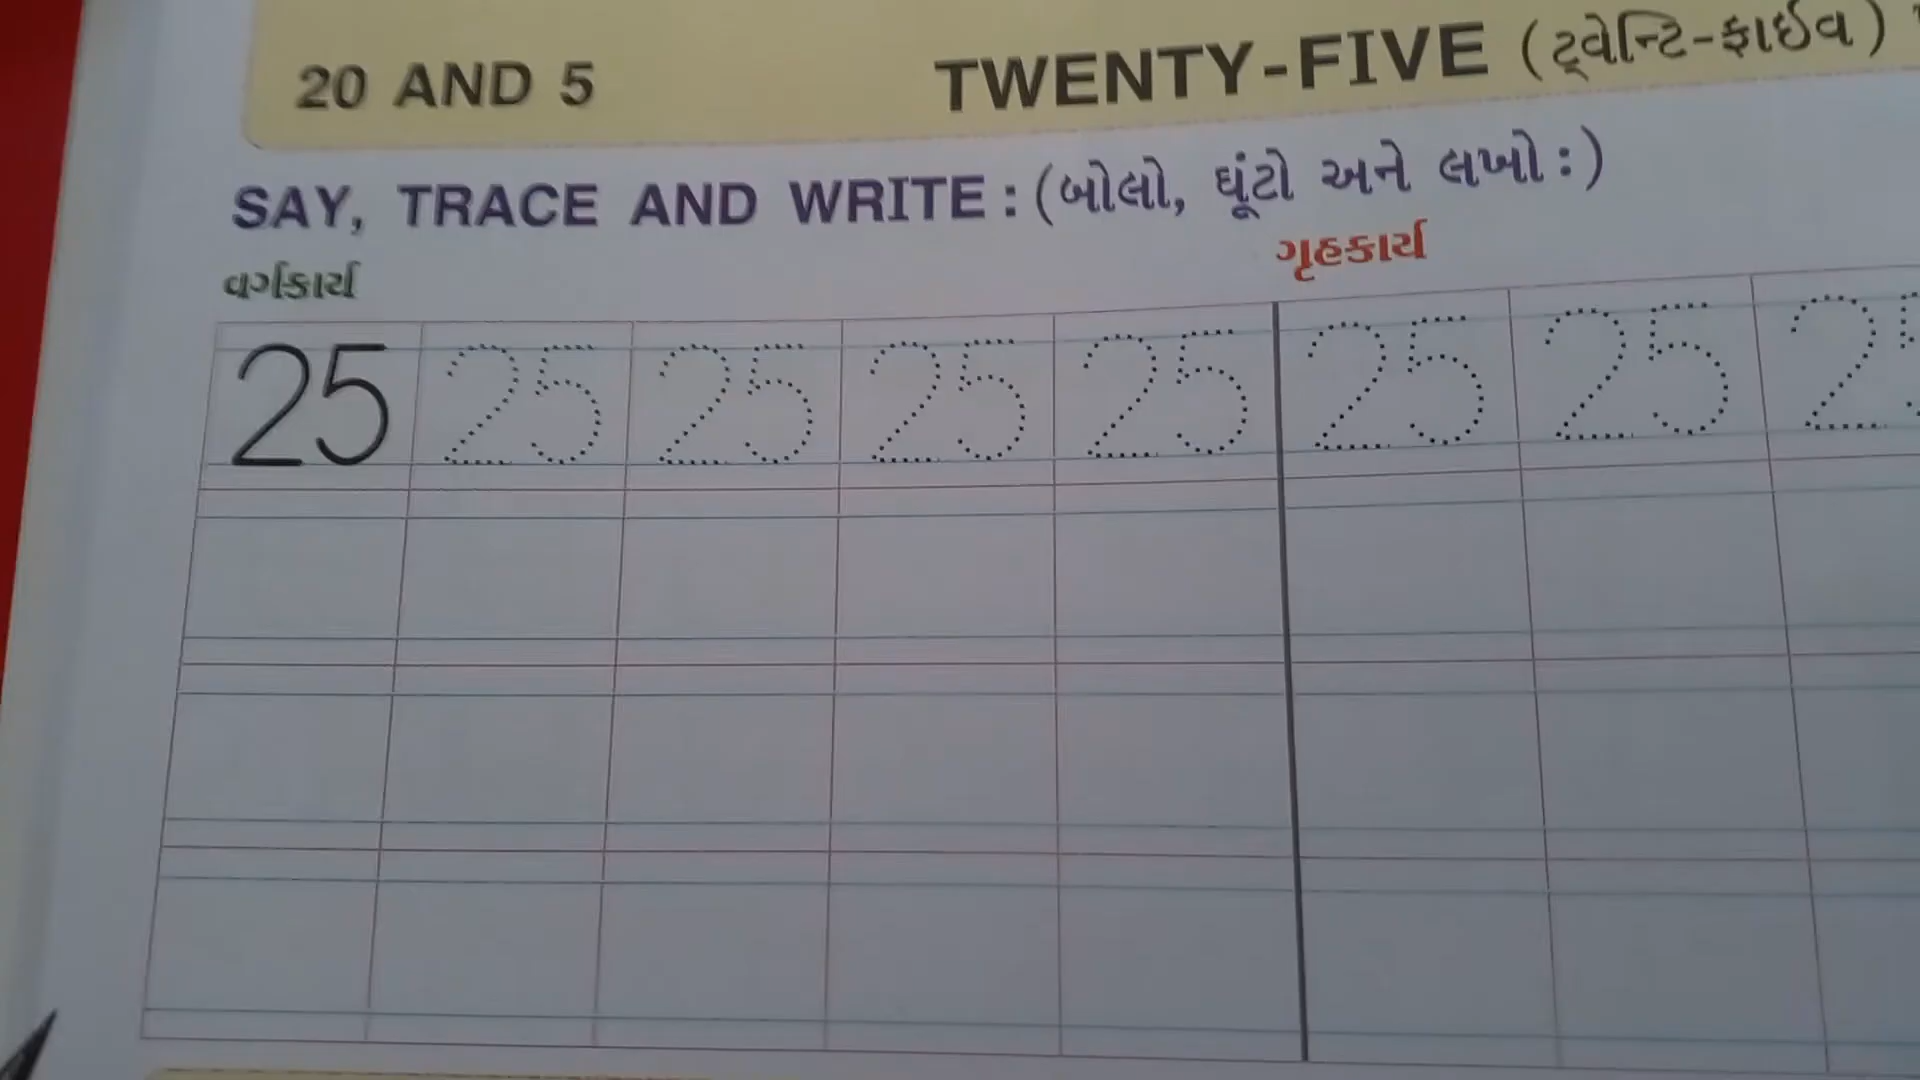 20 AND 5 TWENTY-FIVE (ટ્વેન્ટિ-ફાઈવ)
SAY, TRACE AND WRITE : (બોલો, ઘૂંટો અને લખો :)
વર્ગકાર્ય ગૃહકાર્ય
25 25 25 25 25 25 25 25